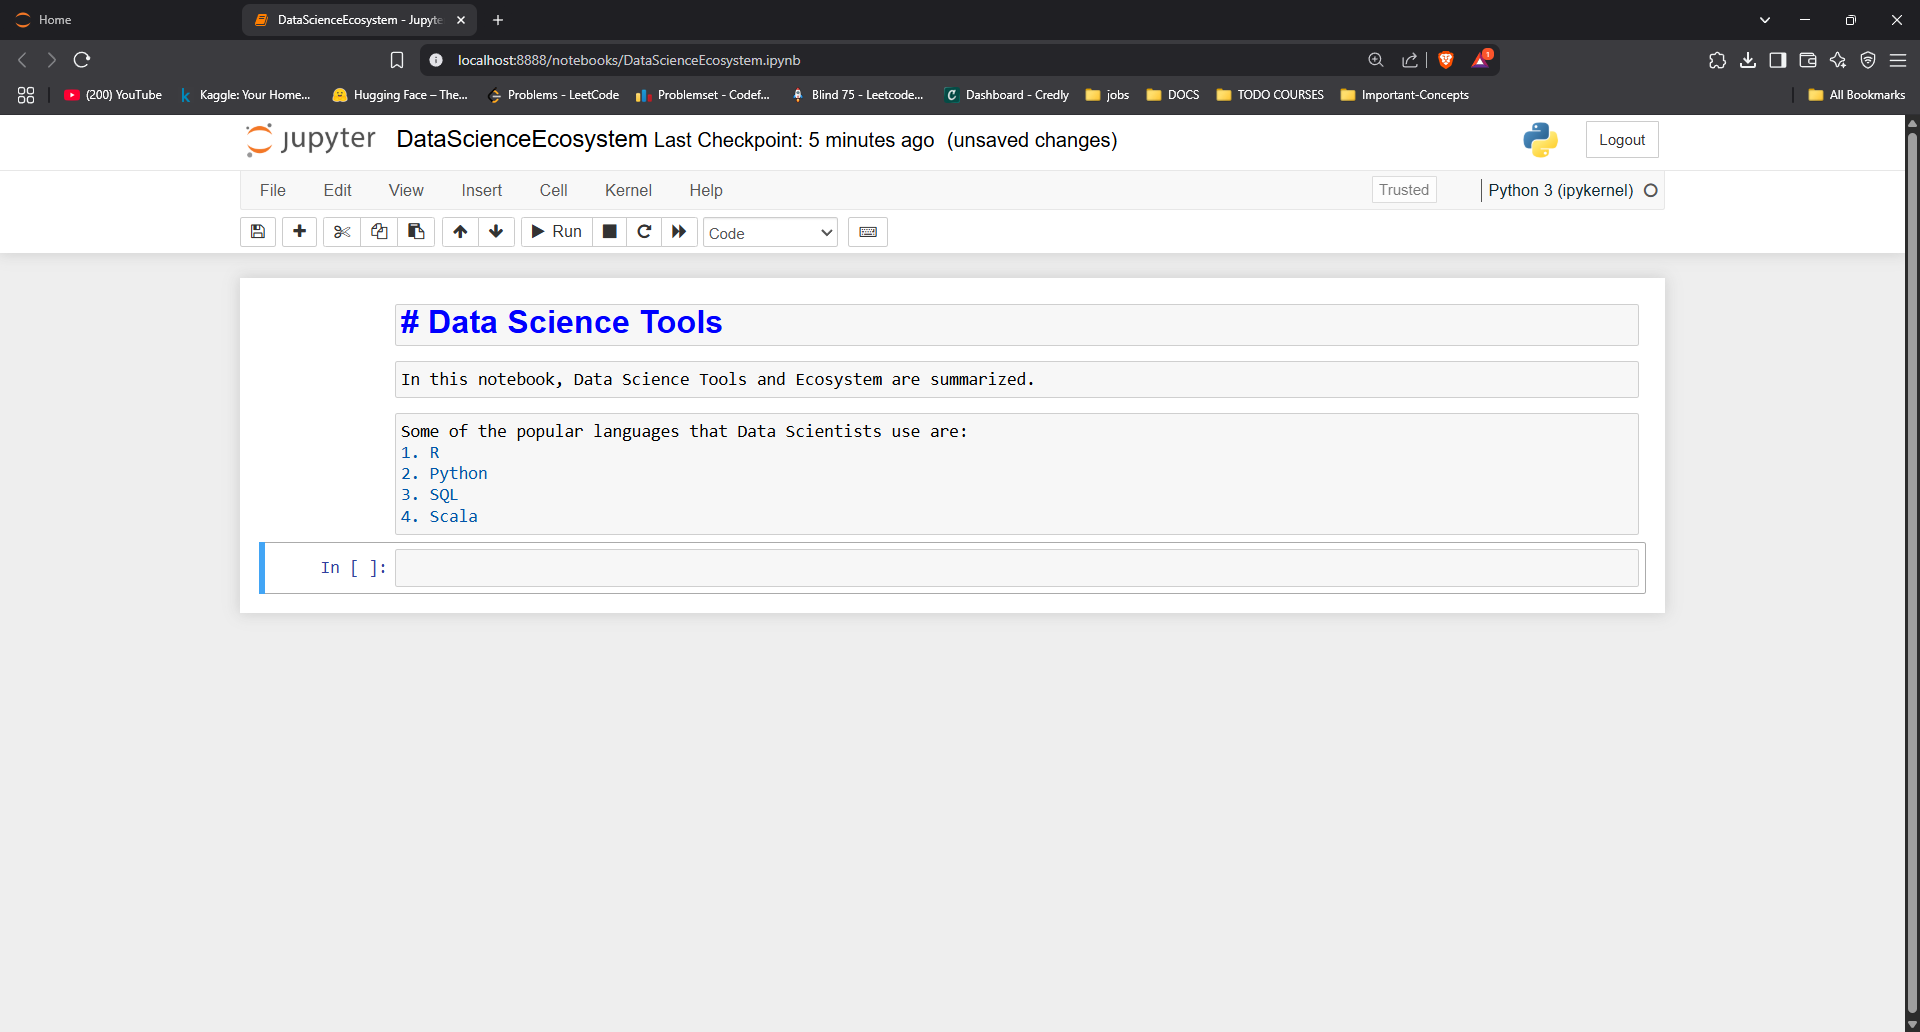 Home
DataScienceEcosystem - Jupyte
localhost:8888/notebooks/DataScienceEcosystem.ipynb
1
(200) YouTube
Kaggle: Your Home...
Hugging Face – The...
Problems - LeetCode
Problemset - Codef...
Blind 75 - Leetcode...
Dashboard - Credly
jobs
DOCS
TODO COURSES
Important-Concepts
All Bookmarks
jupyter DataScienceEcosystem Last Checkpoint: 5 minutes ago (unsaved changes)
Logout
File Edit View Insert Cell Kernel Help
Trusted
Python 3 (ipykernel)
Run
Code
# Data Science Tools
In this notebook, Data Science Tools and Ecosystem are summarized.
Some of the popular languages that Data Scientists use are:
1. R
2. Python
3. SQL
4. Scala
In [ ]: